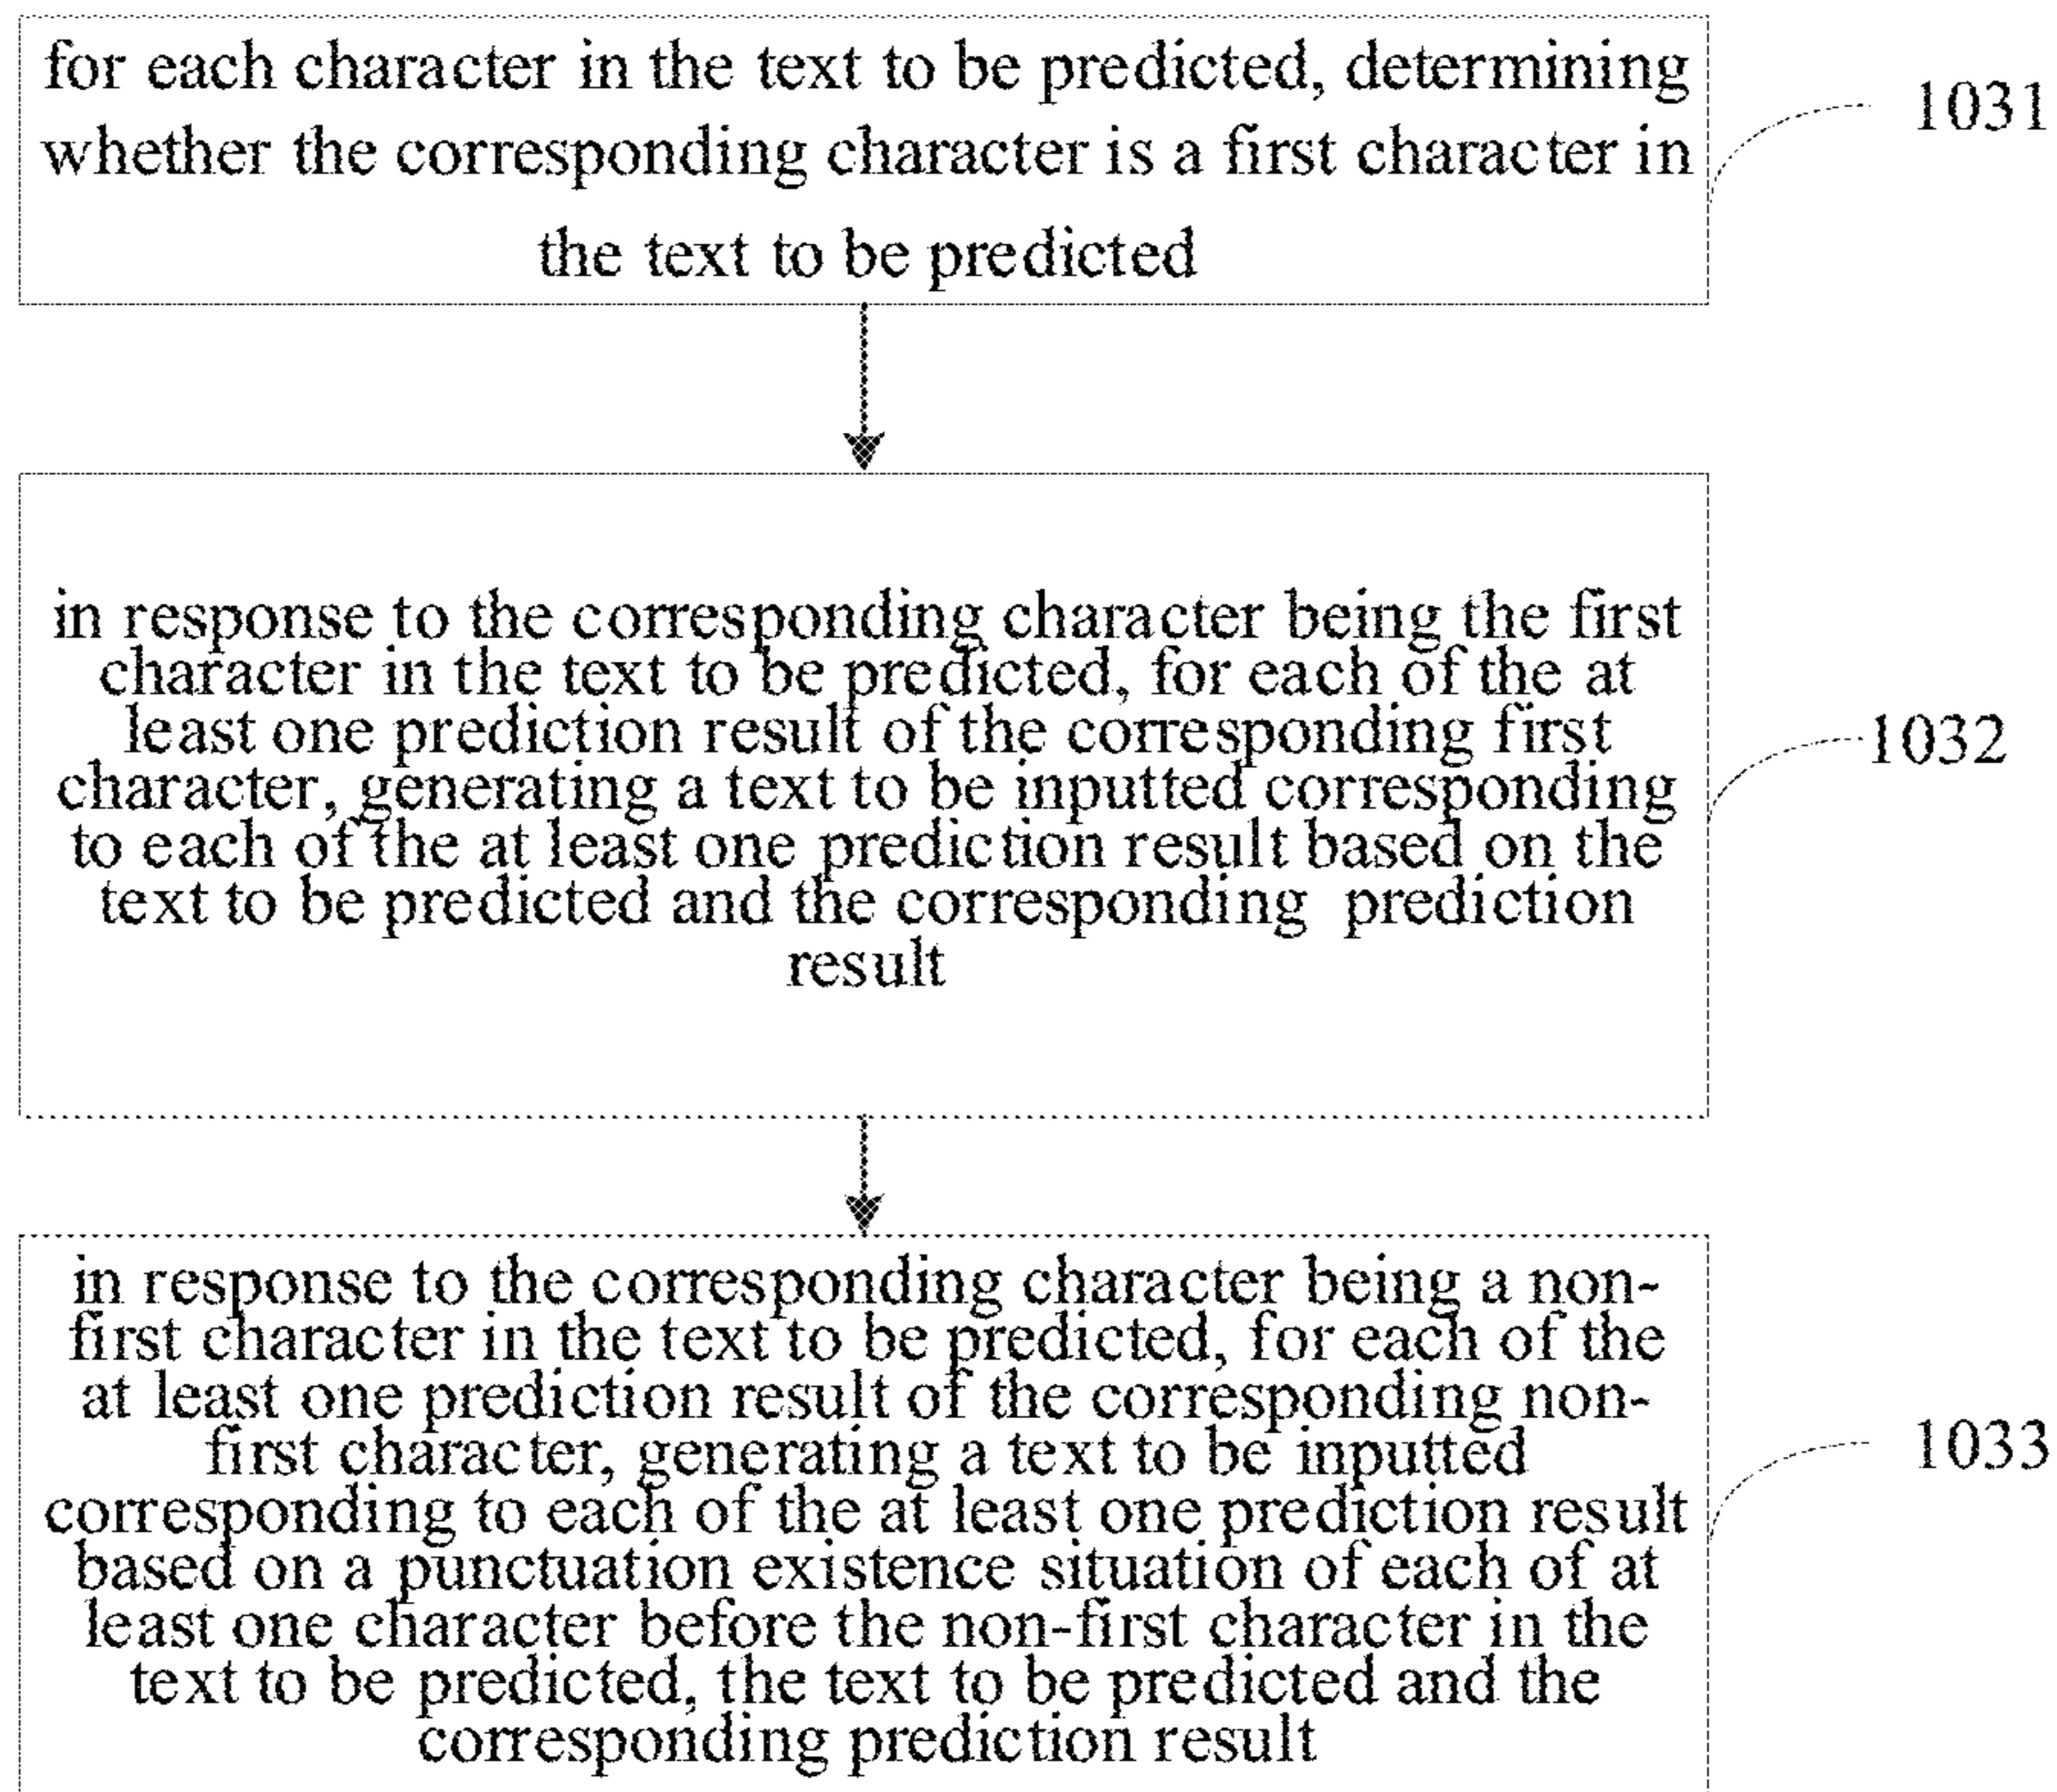 for each character in the text to be predicted, determining
whether the corresponding character is a first character in
the text to be predicted
1031
in response to the corresponding character being the first
character in the text to be predicted, for each of the at
least one prediction result of the corresponding first
character, generating a text to be inputted corresponding
to each of the at least one prediction result based on the
text to be predicted and the corresponding prediction
result
1032
in response to the corresponding character being a non-
first character in the text to be predicted, for each of the
at least one prediction result of the corresponding non-
first character, generating a text to be inputted
corresponding to each of the at least one prediction result
based on a punctuation existence situation of each of at
least one character before the non-first character in the
text to be predicted, the text to be predicted and the
corresponding prediction result
1033